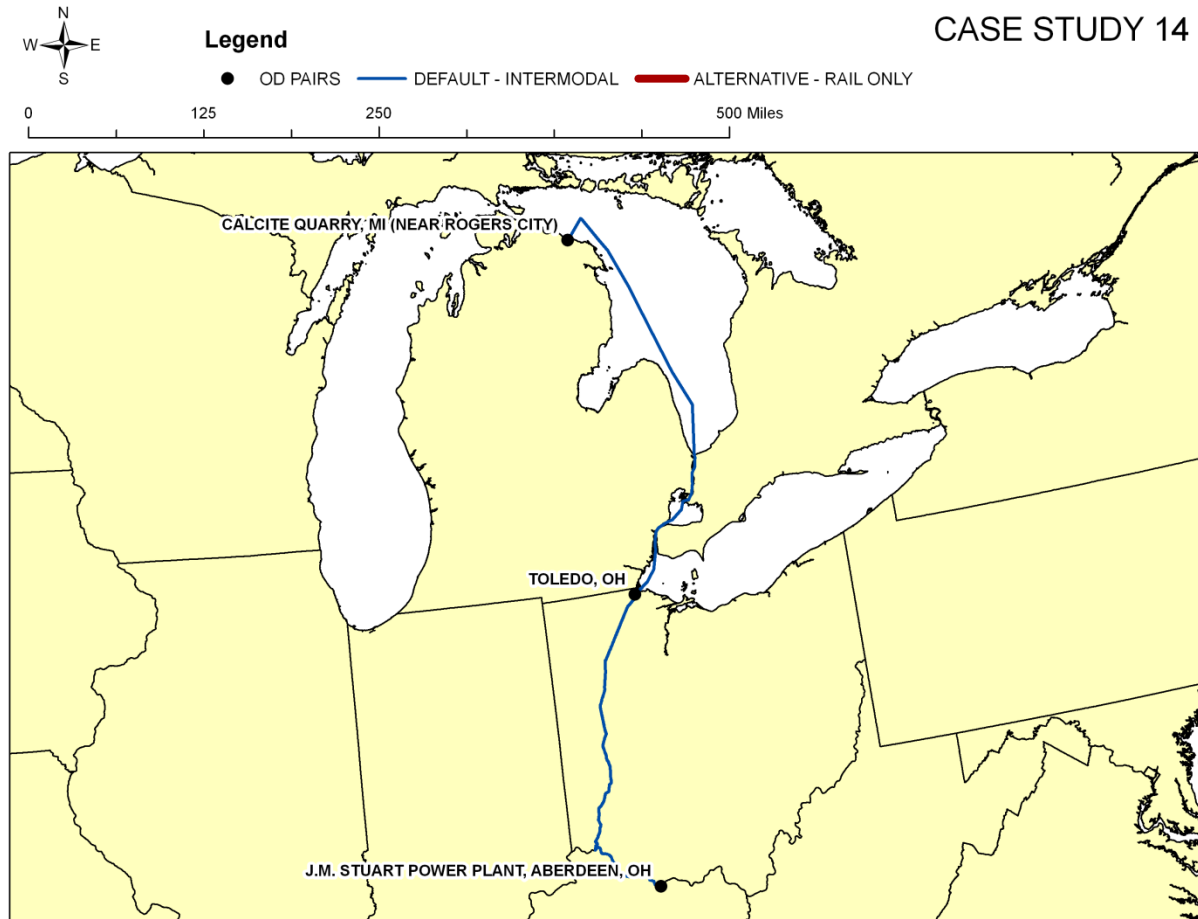 CASE STUDY 14
N
W E
S
Legend
OD PAIRS DEFAULT - INTERMODAL ALTERNATIVE - RAIL ONLY
0 125 250 500 Miles
CALCITE QUARRY, MI (NEAR ROGERS CITY)
TOLEDO, OH
J.M. STUART POWER PLANT, ABERDEEN, OH